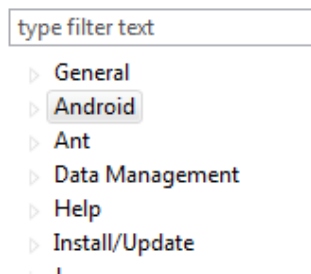 type filter text
General
Android
Ant
Data Management
Help
Install/Update